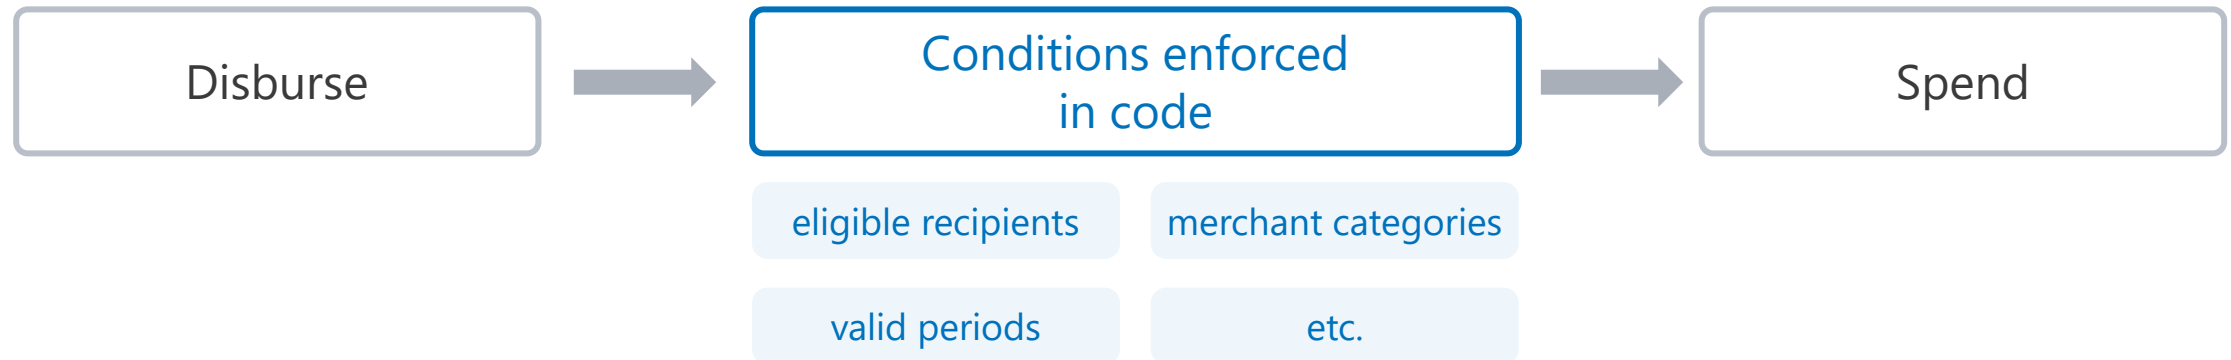 Disburse
Conditions enforced
in code
Spend
eligible recipients
merchant categories
valid periods
etc.